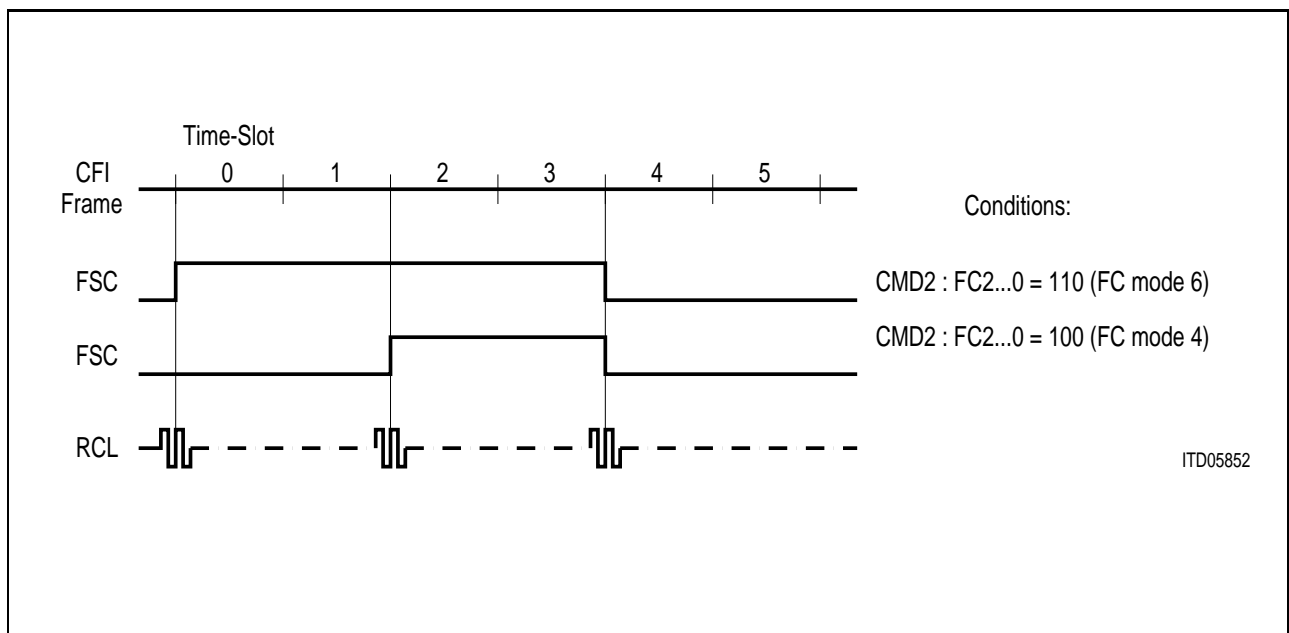 Time-Slot
CFI 0 1 2 3 4 5
Frame
Conditions:
FSC CMD2 : FC2...0 = 110 (FC mode 6)
FSC CMD2 : FC2...0 = 100 (FC mode 4)
RCL
ITD05852